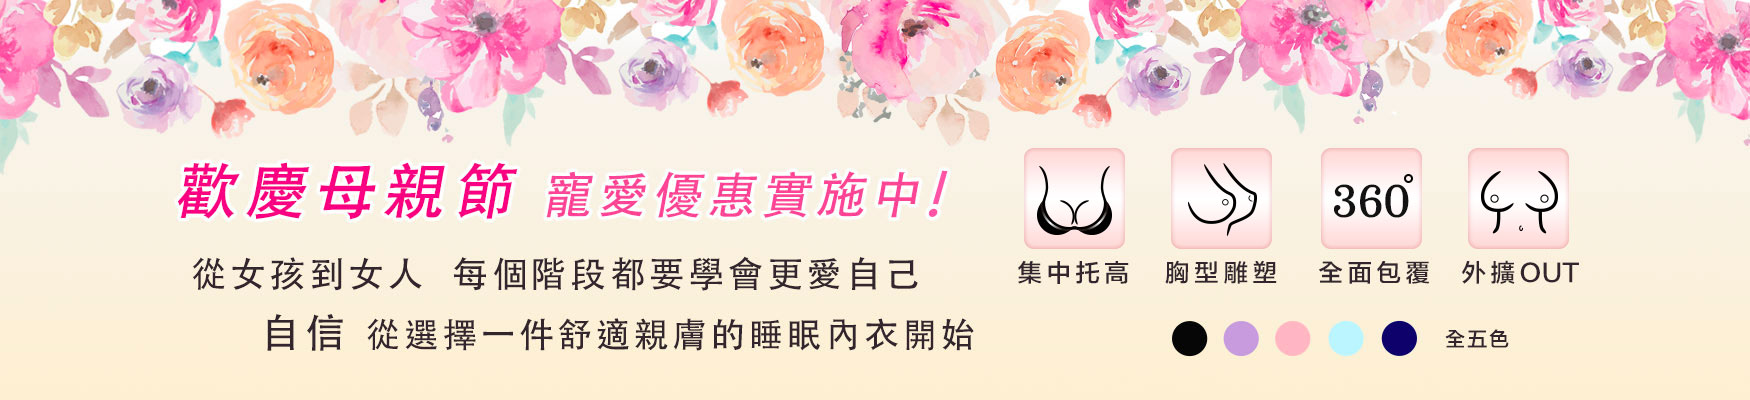 歡慶母親節 寵愛優惠實施中!
從女孩到女人 每個階段都要學會更愛自己
自信 從選擇一件舒適親膚的睡眠內衣開始
360°
集中托高 胸型雕塑 全面包覆 外擴OUT
全五色